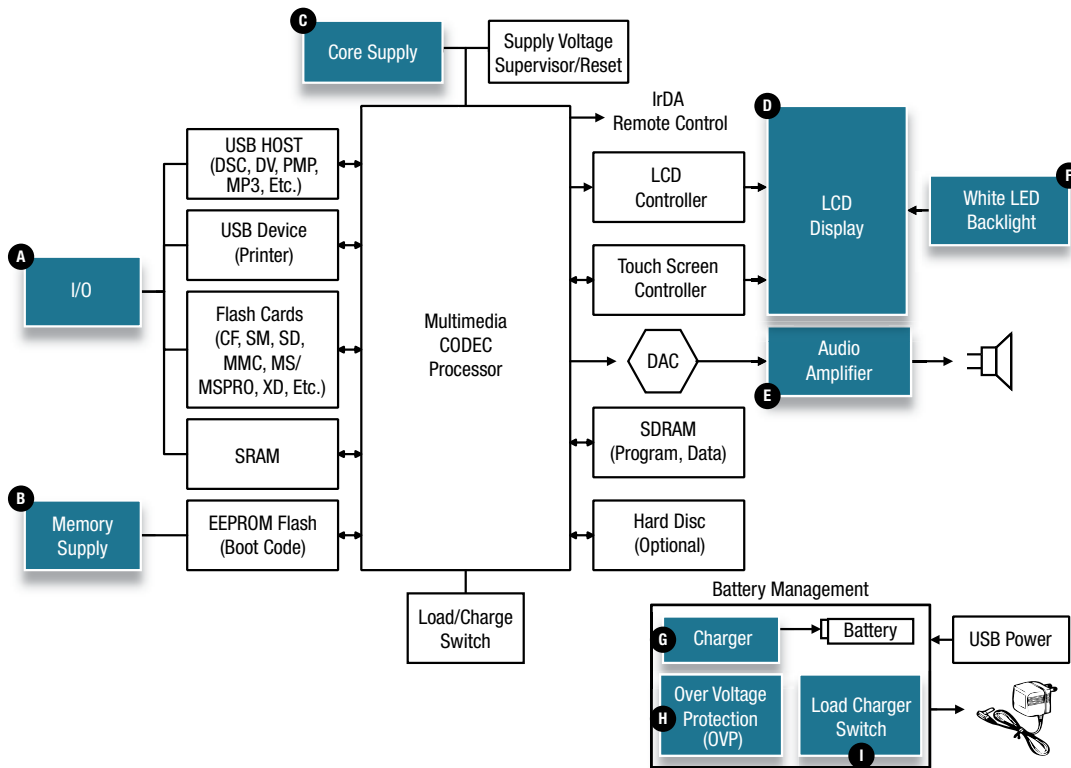 C
Core Supply
Supply Voltage
Supervisor/Reset
IrDA
Remote Control
D
USB HOST
(DSC, DV, PMP,
MP3, Etc.)
LCD
Controller
LCD
Display
F
White LED
Backlight
A
I/O
USB Device
(Printer)
Touch Screen
Controller
Flash Cards
(CF, SM, SD,
MMC, MS/
MSPRO, XD, Etc.)
Multimedia
CODEC
Processor
DAC
Audio
Amplifier
E
SRAM
SDRAM
(Program, Data)
B
Memory
Supply
EEPROM Flash
(Boot Code)
Hard Disc
(Optional)
Load/Charge
Switch
Battery Management
G
Charger
Battery
USB Power
H
Over Voltage
Protection
(OVP)
Load Charger
Switch
I